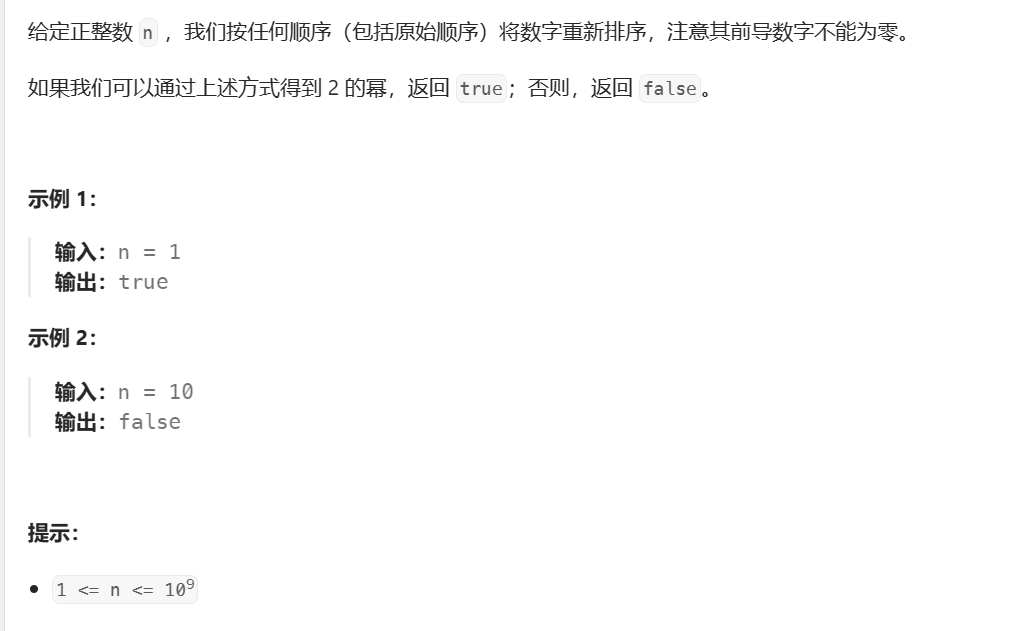 给定正整数 n ，我们按任何顺序（包括原始顺序）将数字重新排序，注意其前导数字不能为零。
如果我们可以通过上述方式得到 2 的幂，返回 true；否则，返回 false。
示例 1：
输入：n = 1
输出：true
示例 2：
输入：n = 10
输出：false
提示：
• 1 <= n <= 10⁹